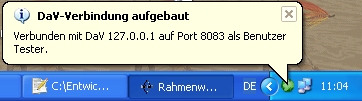 DaV-Verbindung aufgebaut
Verbunden mit DaV 127.0.0.1 auf Port 8083 als Benutzer
Tester.
C:\Entwic... Rahmenw... DE 11:04